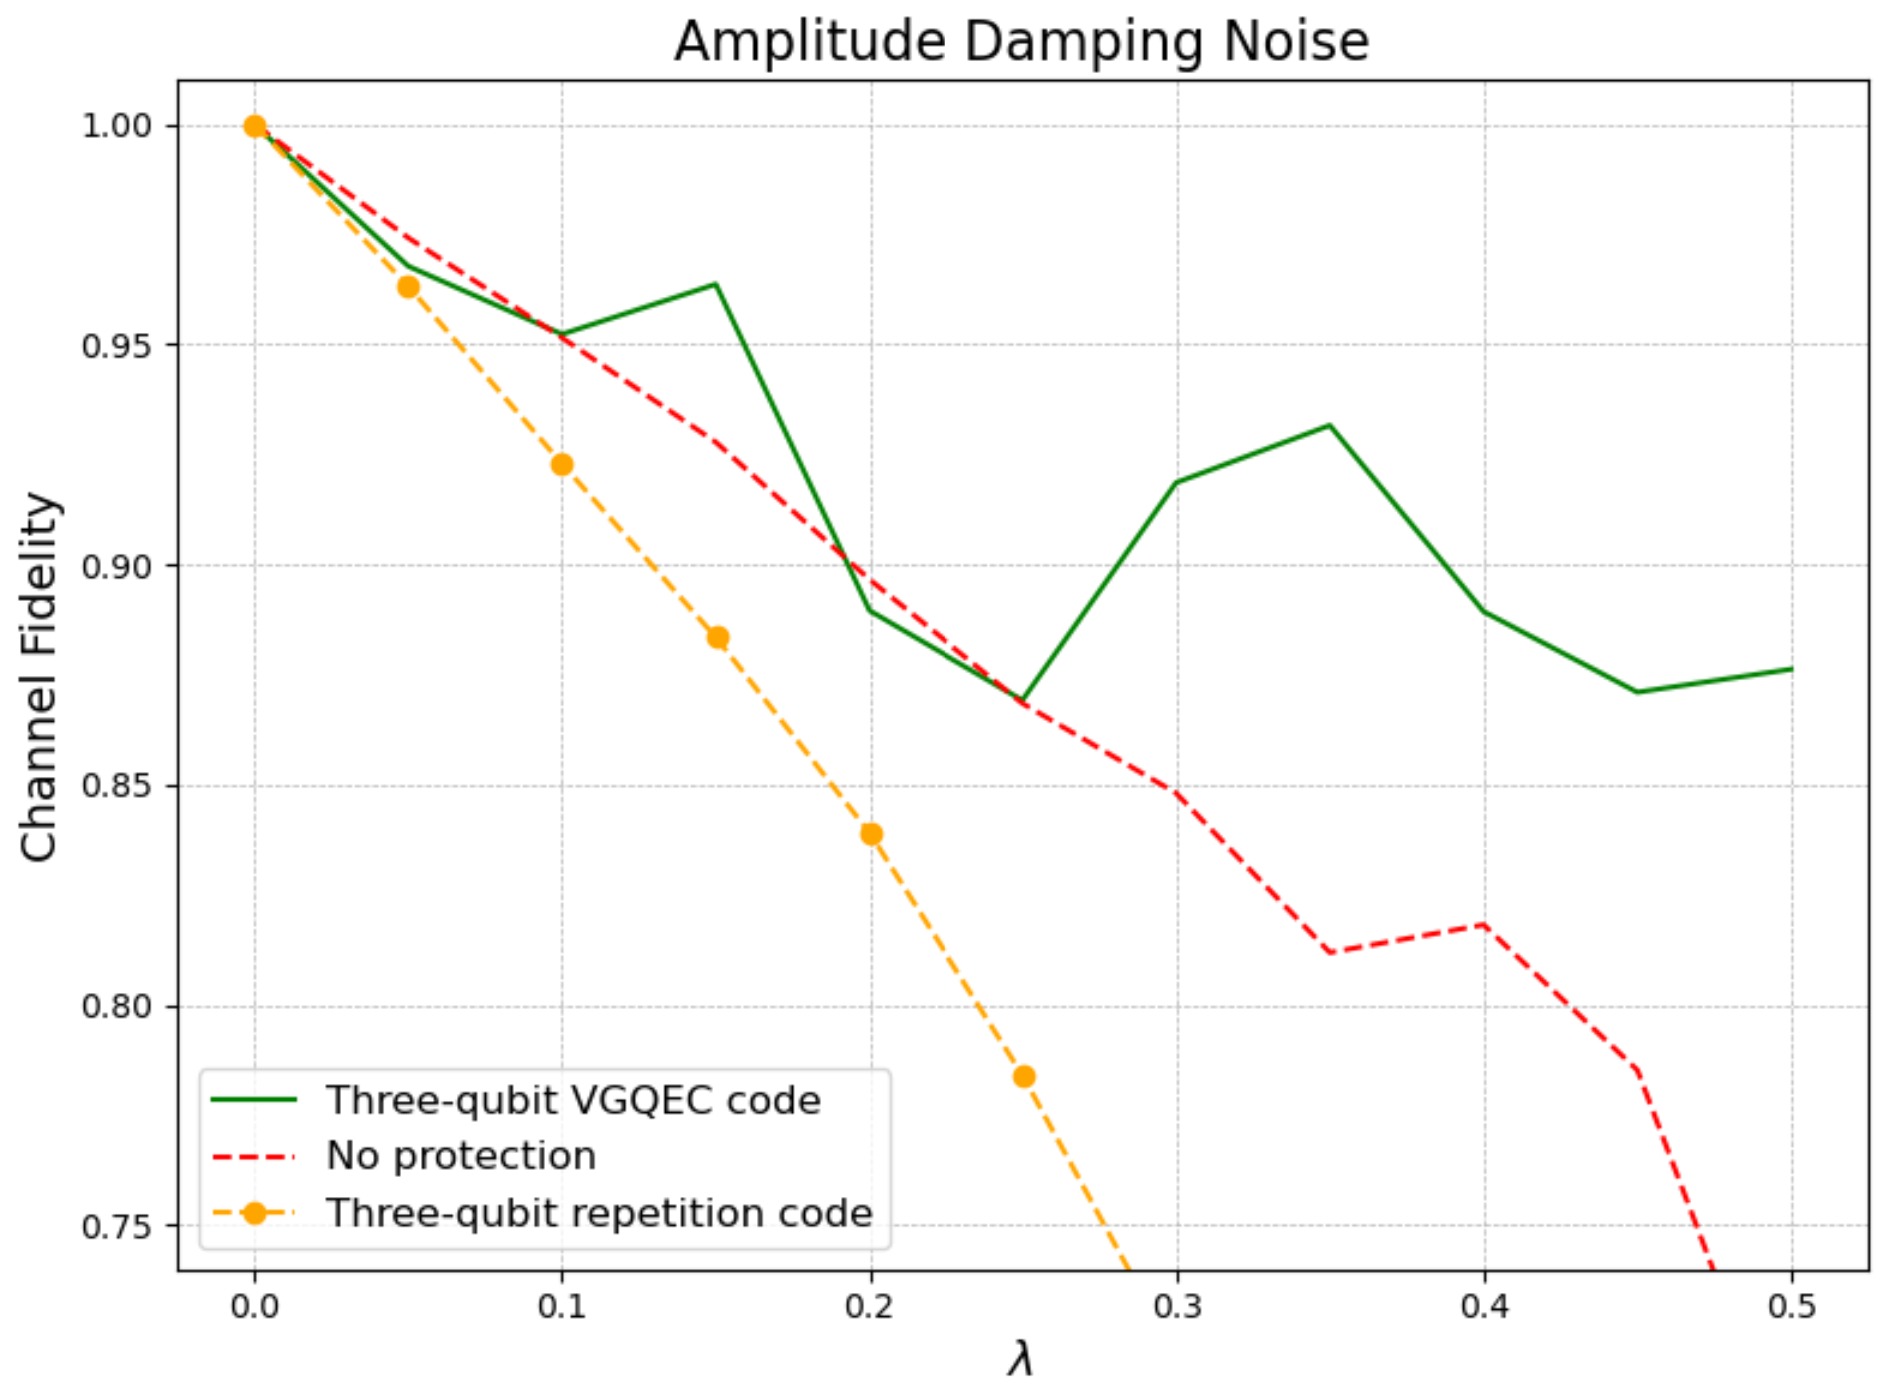 Amplitude Damping Noise
1.00
0.95
0.90
0.85
0.80
0.75
Channel Fidelity
Three-qubit VGQEC code
No protection
Three-qubit repetition code
0.0 0.1 0.2 0.3 0.4 0.5
λ